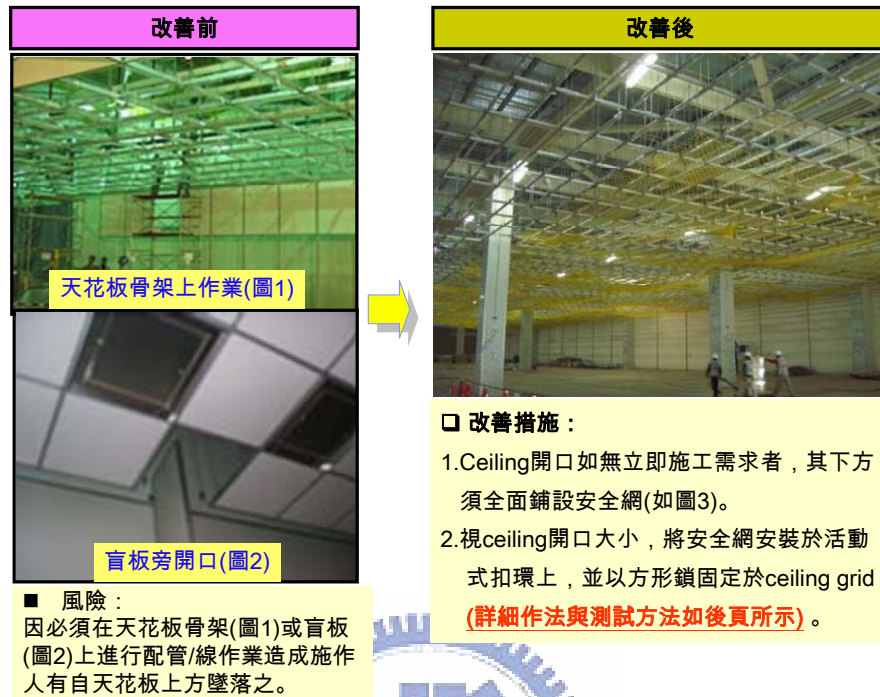 改善前
天花板骨架上作業(圖1)
盲板旁開口(圖2)
■ 風險：
因必須在天花板骨架(圖1)或盲板
(圖2)上進行配管/線作業造成施作
人有自天花板上方墜落之。
改善後
❑ 改善措施：
1.Ceiling開口如無立即施工需求者，其下方
須全面鋪設安全網(如圖3)。
2.視ceiling開口大小，將安全網安裝於活動
式扣環上，並以方形鎖固定於ceiling grid
(詳細作法與測試方法如後頁所示) 。